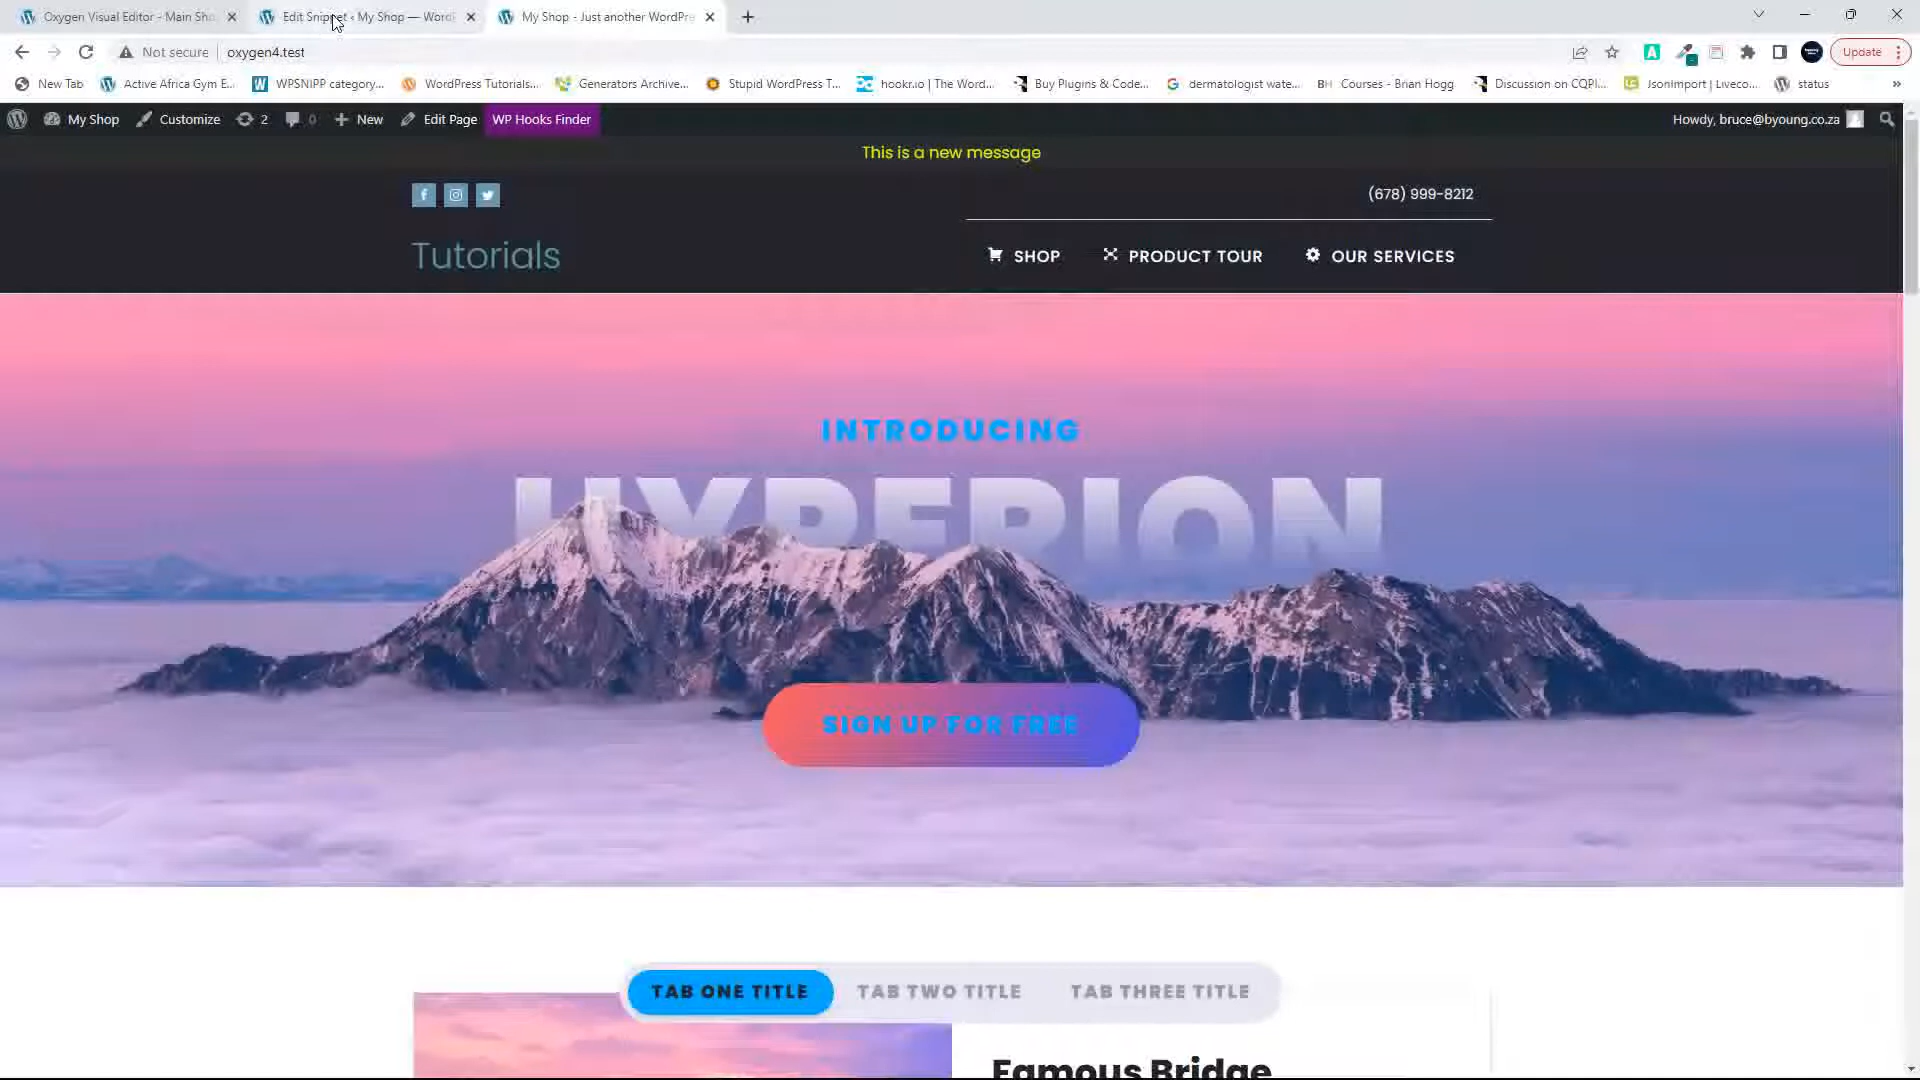 Oxygen Visual Editor - Main Sha
Edit Snippet ‹ My Shop — WordP
My Shop - Just another WordPre
Not secure
oxygen4.test
Update
New Tab
Active Africa Gym E...
WPSNIPP category...
WordPress Tutorials...
Generators Archive...
Stupid WordPress T...
hookr.io | The Word...
Buy Plugins & Code...
dermatologist wate...
BH Courses - Brian Hogg
Discussion on CQPI...
Jsonimport | Liveco...
status
»
My Shop
Customize
2
0
New
Edit Page
WP Hooks Finder
Howdy, bruce@byoung.co.za
This is a new message
(678) 999-8212
Tutorials
SHOP
PRODUCT TOUR
OUR SERVICES
INTRODUCING
HYPERION
SIGN UP FOR FREE
TAB ONE TITLE
TAB TWO TITLE
TAB THREE TITLE
Famous Bridge